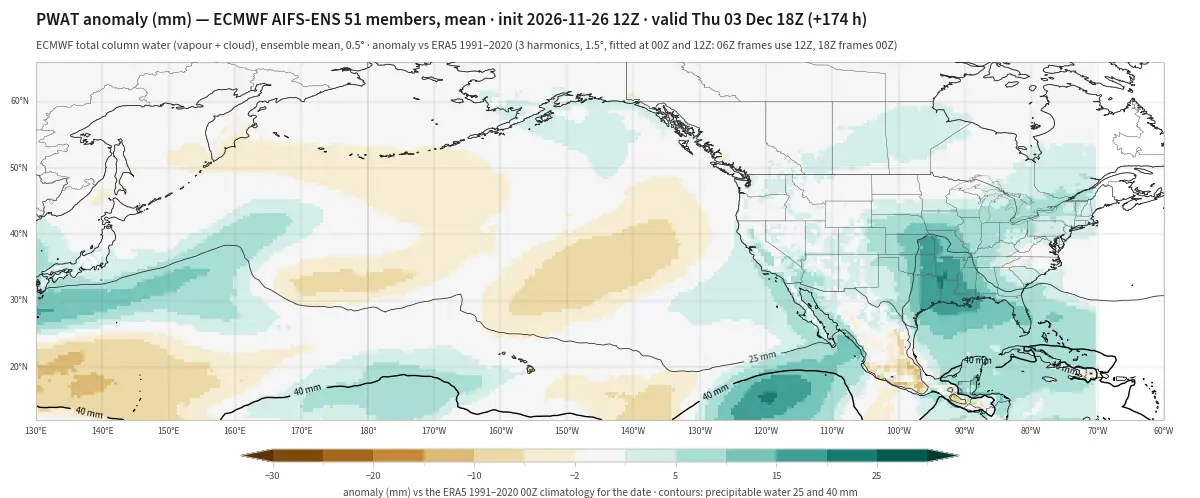 PWAT anomaly (mm) — ECMWF AIFS-ENS 51 members, mean · init 2026-11-26 12Z · valid Thu 03 Dec 18Z (+174 h)
ECMWF total column water (vapour + cloud), ensemble mean, 0.5° · anomaly vs ERA5 1991–2020 (3 harmonics, 1.5°, fitted at 00Z and 12Z: 06Z frames use 12Z, 18Z frames 00Z)
60°N
50°N
40°N
30°N
20°N
25 mm
40 mm
40 mm
40 mm
40 mm
40 mm
130°E 140°E 150°E 160°E 170°E 180° 170°W 160°W 150°W 140°W 130°W 120°W 110°W 100°W 90°W 80°W 70°W 60°W
−30 −20 −10 −2 5 15 25
anomaly (mm) vs the ERA5 1991–2020 00Z climatology for the date · contours: precipitable water 25 and 40 mm